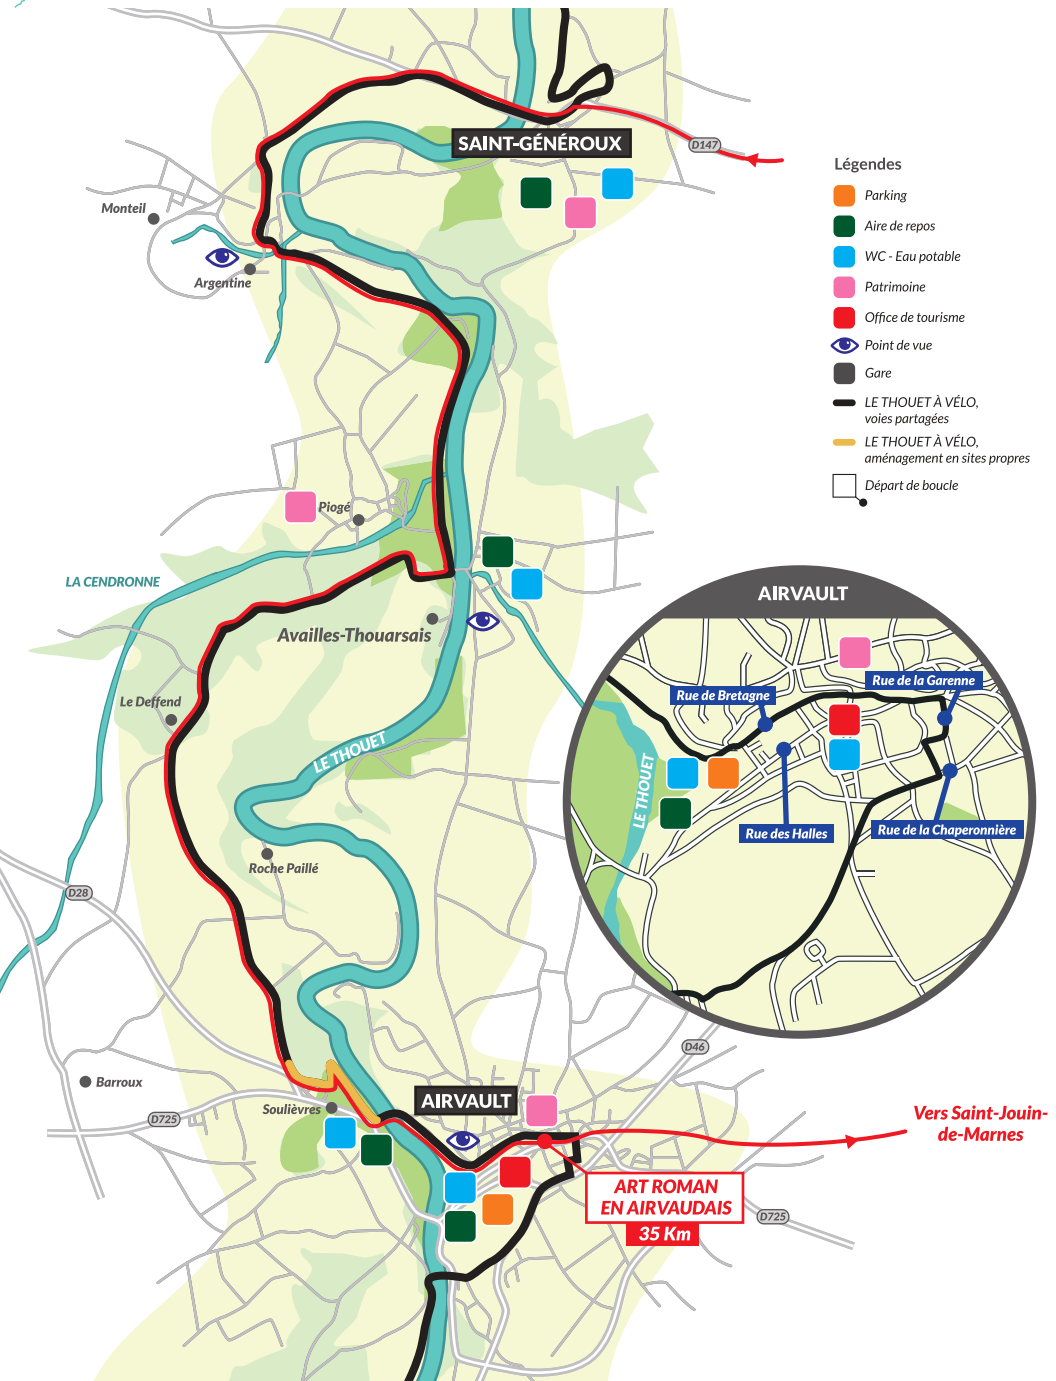 SAINT-GÉNÉROUX
D147
Monteil
Argentine
Légendes
Parking
Aire de repos
WC - Eau potable
Patrimoine
Office de tourisme
Point de vue
Gare
LE THOUET À VÉLO,
voies partagées
LE THOUET À VÉLO,
aménagement en sites propres
Départ de boucle
Piogé
LA CENDRONNE
Availles-Thouarsais
Le Deffend
LE THOUET
Roche Paillé
D28
AIRVAULT
Rue de la Garenne
Rue de Bretagne
LE THOUET
Rue des Halles
Rue de la Chaperonnière
D46
Barroux
D725
Soulièvres
AIRVAULT
Vers Saint-Jouin-
de-Marnes
ART ROMAN
EN AIRVAUDAIS
35 Km
D725